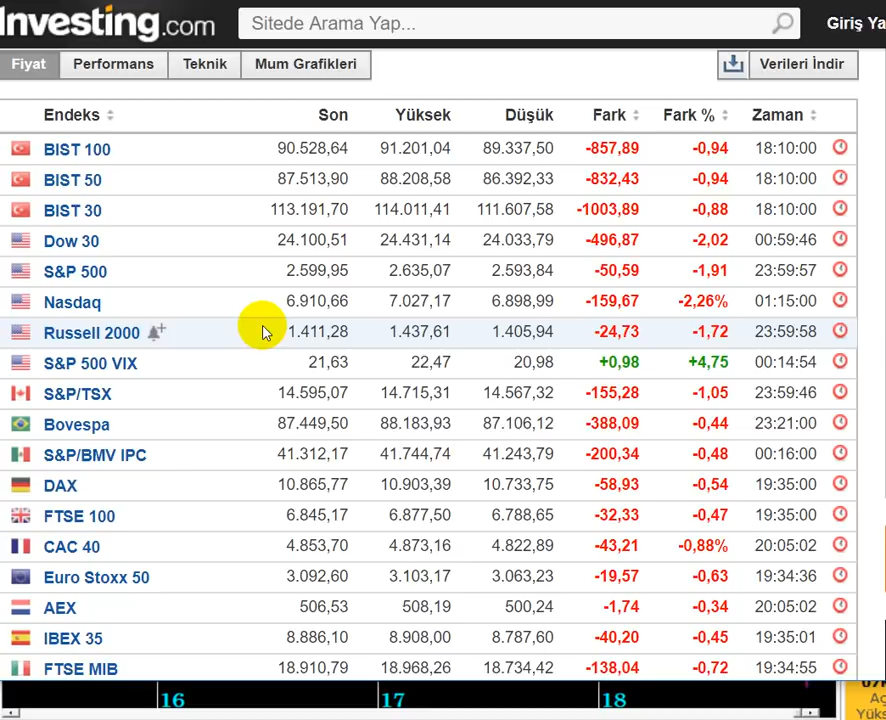 Investing.com Sitede Arama Yap... Giriş Ya
Fiyat Performans Teknik Mum Grafikleri Verileri İndir
Endeks Son Yüksek Düşük Fark Fark % Zaman
BIST 100 90.528,64 91.201,04 89.337,50 -857,89 -0,94 18:10:00
BIST 50 87.513,90 88.208,58 86.392,33 -832,43 -0,94 18:10:00
BIST 30 113.191,70 114.011,41 111.607,58 -1003,89 -0,88 18:10:00
Dow 30 24.100,51 24.431,14 24.033,79 -496,87 -2,02 00:59:46
S&P 500 2.599,95 2.635,07 2.593,84 -50,59 -1,91 23:59:57
Nasdaq 6.910,66 7.027,17 6.898,99 -159,67 -2,26% 01:15:00
Russell 2000 1.411,28 1.437,61 1.405,94 -24,73 -1,72 23:59:58
S&P 500 VIX 21,63 22,47 20,98 +0,98 +4,75 00:14:54
S&P/TSX 14.595,07 14.715,31 14.567,32 -155,28 -1,05 23:59:46
Bovespa 87.449,50 88.183,93 87.106,12 -388,09 -0,44 23:21:00
S&P/BMV IPC 41.312,17 41.744,74 41.243,79 -200,34 -0,48 00:16:00
DAX 10.865,77 10.903,39 10.733,75 -58,93 -0,54 19:35:00
FTSE 100 6.845,17 6.877,50 6.788,65 -32,33 -0,47 19:35:00
CAC 40 4.853,70 4.873,16 4.822,89 -43,21 -0,88% 20:05:02
Euro Stoxx 50 3.092,60 3.103,17 3.063,23 -19,57 -0,63 19:34:36
AEX 506,53 508,19 500,24 -1,74 -0,34 20:05:02
IBEX 35 8.886,10 8.908,00 8.787,60 -40,20 -0,45 19:35:01
FTSE MIB 18.910,79 18.968,26 18.734,42 -138,04 -0,72 19:34:55
16 17 18
Aç
Yüks